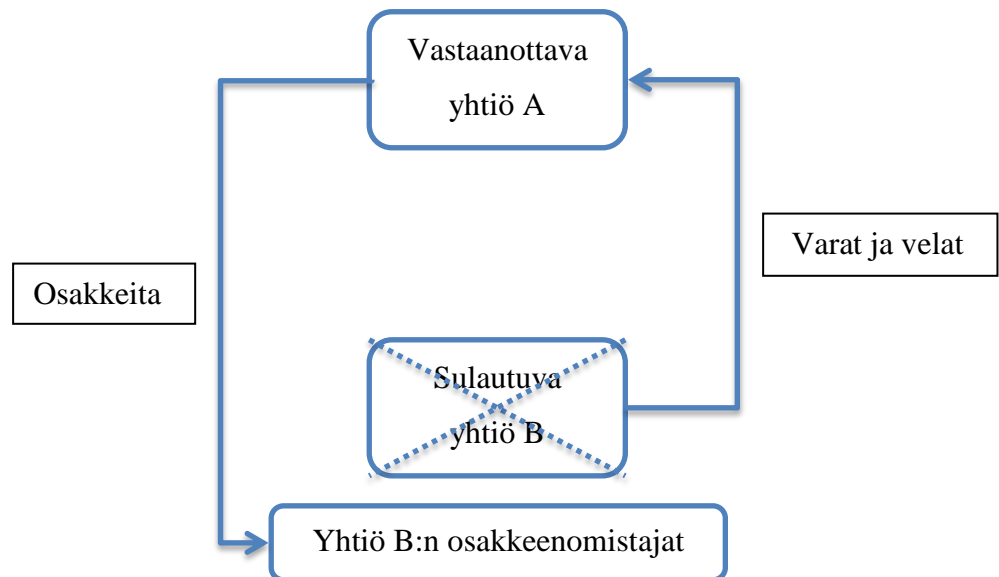 Vastaanottava
yhtiö A
Varat ja velat
Osakkeita
Sulautuva
yhtiö B
Yhtiö B:n osakkeenomistajat